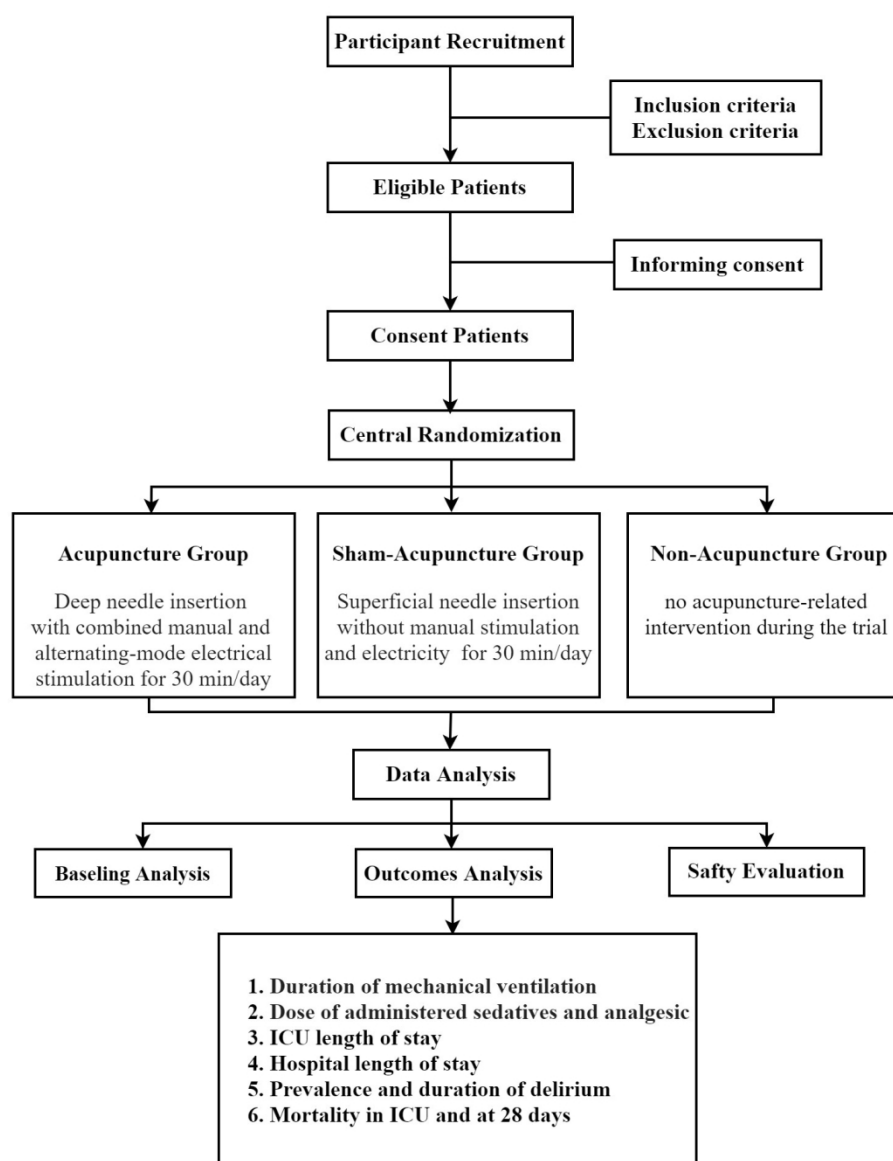 Participant Recruitment
Inclusion criteria
Exclusion criteria
Eligible Patients
Informing consent
Consent Patients
Central Randomization
Acupuncture Group
Deep needle insertion
with combined manual and
alternating-mode electrical
stimulation for 30 min/day
Sham-Acupuncture Group
Superficial needle insertion
without manual stimulation
and electricity for 30 min/day
Non-Acupuncture Group
no acupuncture-related
intervention during the trial
Data Analysis
Baseling Analysis
Outcomes Analysis
Safty Evaluation
1. Duration of mechanical ventilation
2. Dose of administered sedatives and analgesic
3. ICU length of stay
4. Hospital length of stay
5. Prevalence and duration of delirium
6. Mortality in ICU and at 28 days